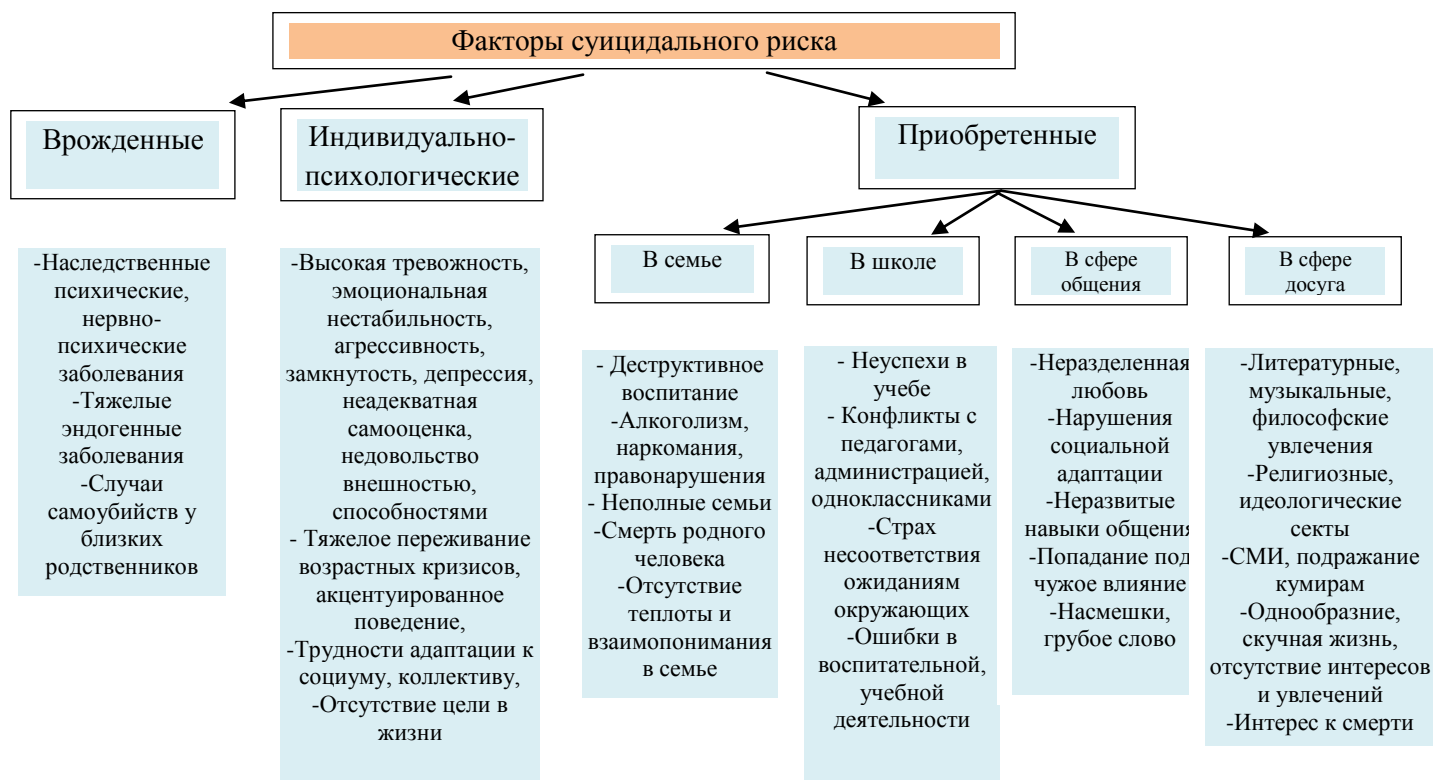 Факторы суицидального риска
Врожденные
Индивидуально-
психологические
Приобретенные
В семье
В школе
В сфере
общения
В сфере
досуга
-Наследственные
психические,
нервно-
психические
заболевания
-Тяжелые
эндогенные
заболевания
-Случаи
самоубийств у
близких
родственников
-Высокая тревожность,
эмоциональная
нестабильность,
агрессивность,
замкнутость, депрессия,
неадекватная
самооценка,
недовольство
внешностью,
способностями
- Тяжелое переживание
возрастных кризисов,
акцентуированное
поведение,
-Трудности адаптации к
социуму, коллективу,
-Отсутствие цели в
жизни
- Деструктивное
воспитание
-Алкоголизм,
наркомания,
правонарушения
- Неполные семьи
-Смерть родного
человека
-Отсутствие
теплоты и
взаимопонимания
в семье
- Неуспехи в
учебе
- Конфликты с
педагогами,
администрацией,
одноклассниками
-Страх
несоответствия
ожиданиям
окружающих
-Ошибки в
воспитательной,
учебной
деятельности
-Неразделенная
любовь
-Нарушения
социальной
адаптации
-Неразвитые
навыки общения
-Попадание под
чужое влияние
-Насмешки,
грубое слово
-Литературные,
музыкальные,
философские
увлечения
-Религиозные,
идеологические
секты
-СМИ, подражание
кумирам
-Однообразие,
скучная жизнь,
отсутствие интересов
и увлечений
-Интерес к смерти